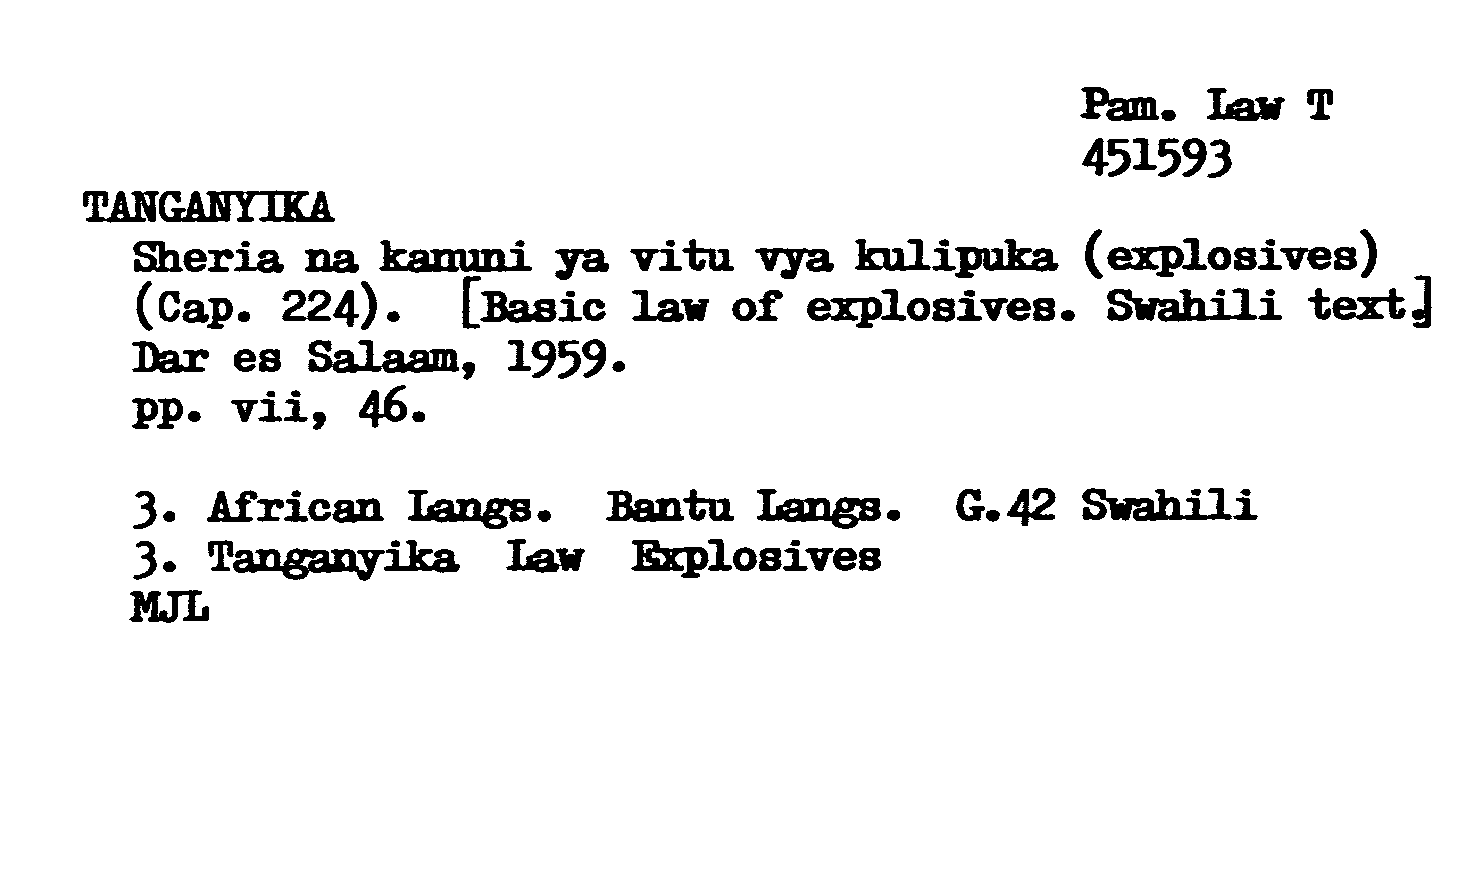 Pam. Law T
451593
TANGANYIKA
Sheria na kanuni ya vitu vya kulipuka (explosives)
(Cap. 224). [Basic law of explosives. Swahili text.]
Dar es Salaam, 1959.
pp. vii, 46.
3. African Langs. Bantu Langs. G.42 Swahili
3. Tanganyika Law Explosives
MJL